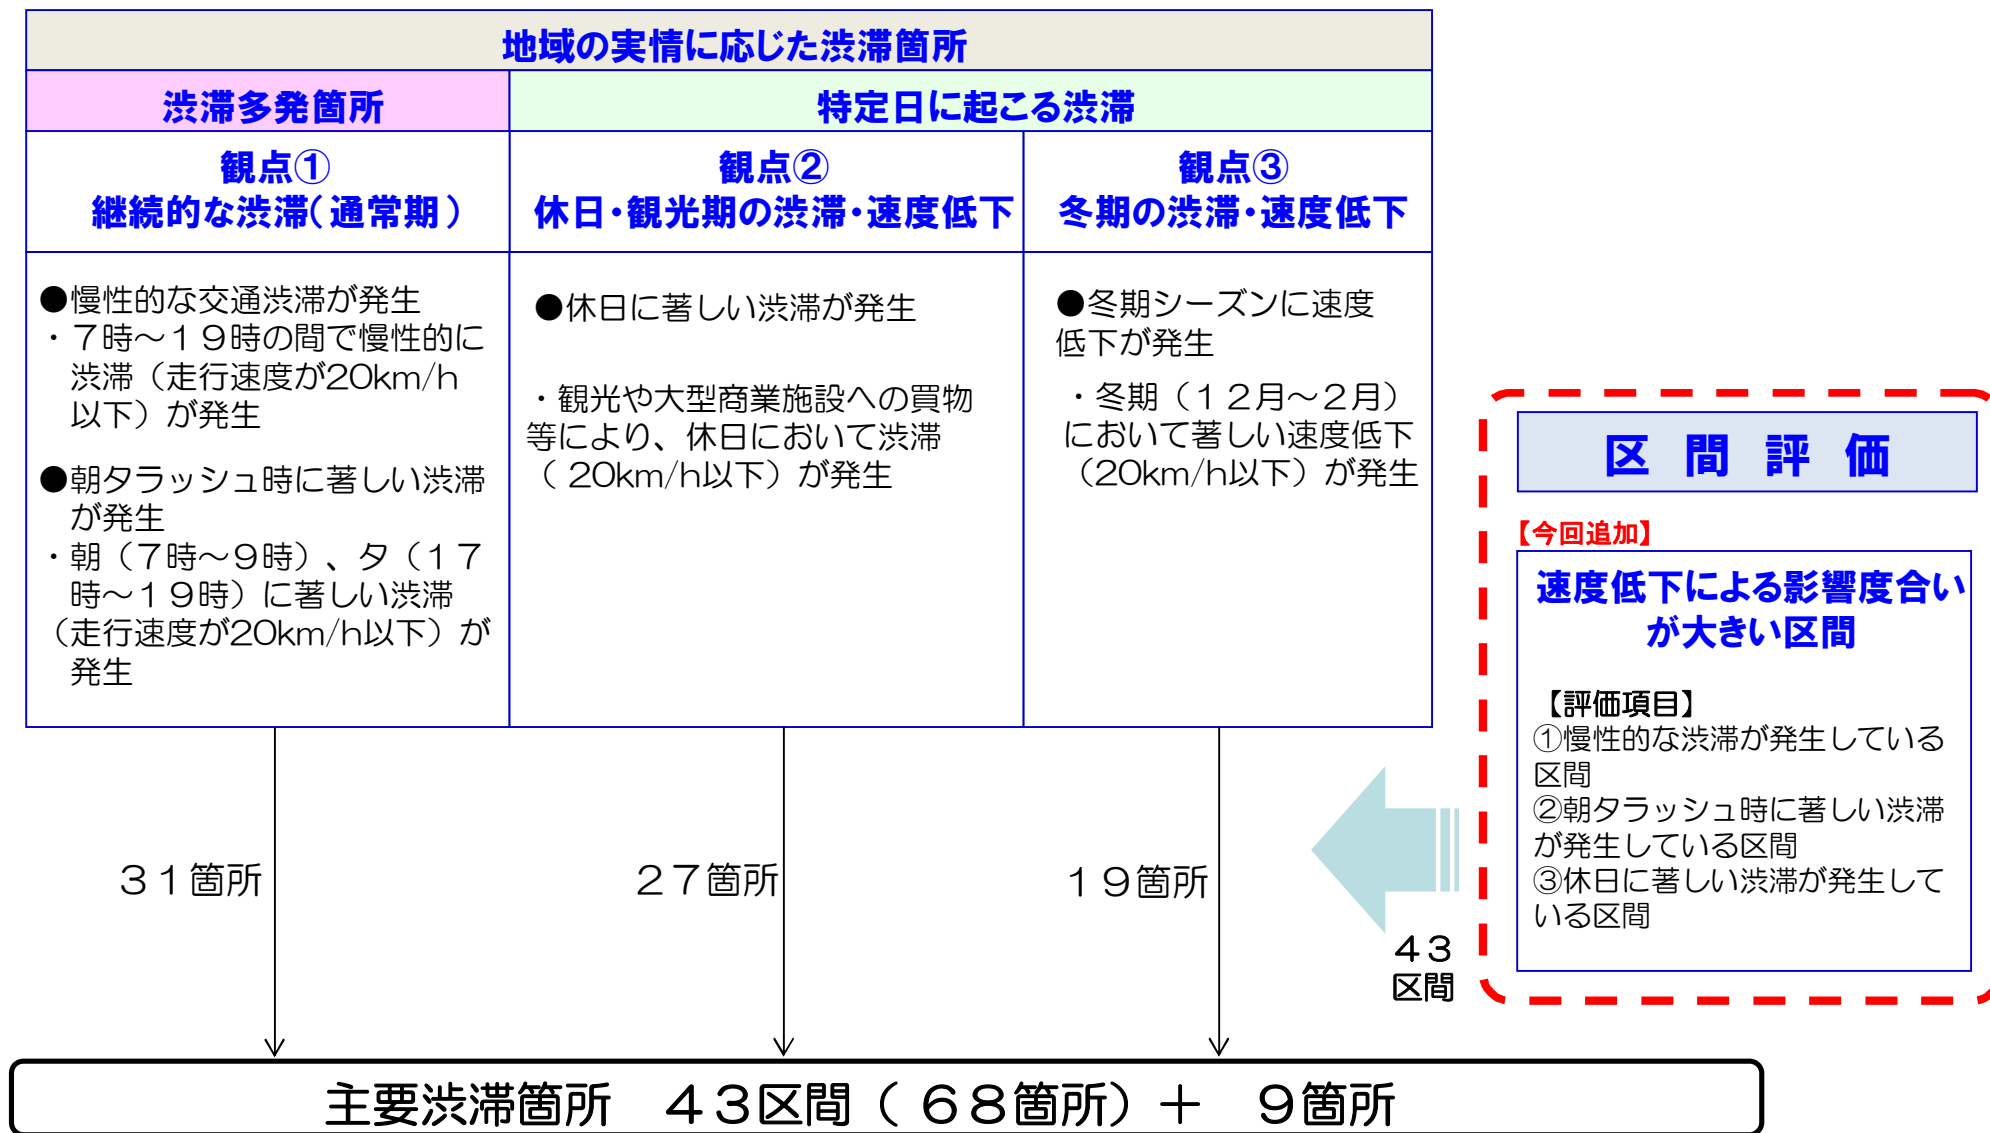 地域の実情に応じた渋滞箇所
渋滞多発箇所
特定日に起こる渋滞
観点①
継続的な渋滞(通常期)
観点②
休日・観光期の渋滞・速度低下
観点③
冬期の渋滞・速度低下
●慢性的な交通渋滞が発生
・７時～１９時の間で慢性的に
渋滞（走行速度が20km/h
以下）が発生
●朝夕ラッシュ時に著しい渋滞
が発生
・朝（７時～９時）、夕（１７
時～１９時）に著しい渋滞
（走行速度が20km/h以下）が
発生
●休日に著しい渋滞が発生
・観光や大型商業施設への買物
等により、休日において渋滞
（ 20km/h以下）が発生
●冬期シーズンに速度
低下が発生
・冬期（１２月～２月）
において著しい速度低下
（20km/h以下）が発生
区 間 評 価
【今回追加】
速度低下による影響度合い
が大きい区間
【評価項目】
①慢性的な渋滞が発生している
区間
②朝夕ラッシュ時に著しい渋滞
が発生している区間
③休日に著しい渋滞が発生して
いる区間
３１箇所
２７箇所
１９箇所
４３
区間
主要渋滞箇所　４３区間（６８箇所）＋　９箇所